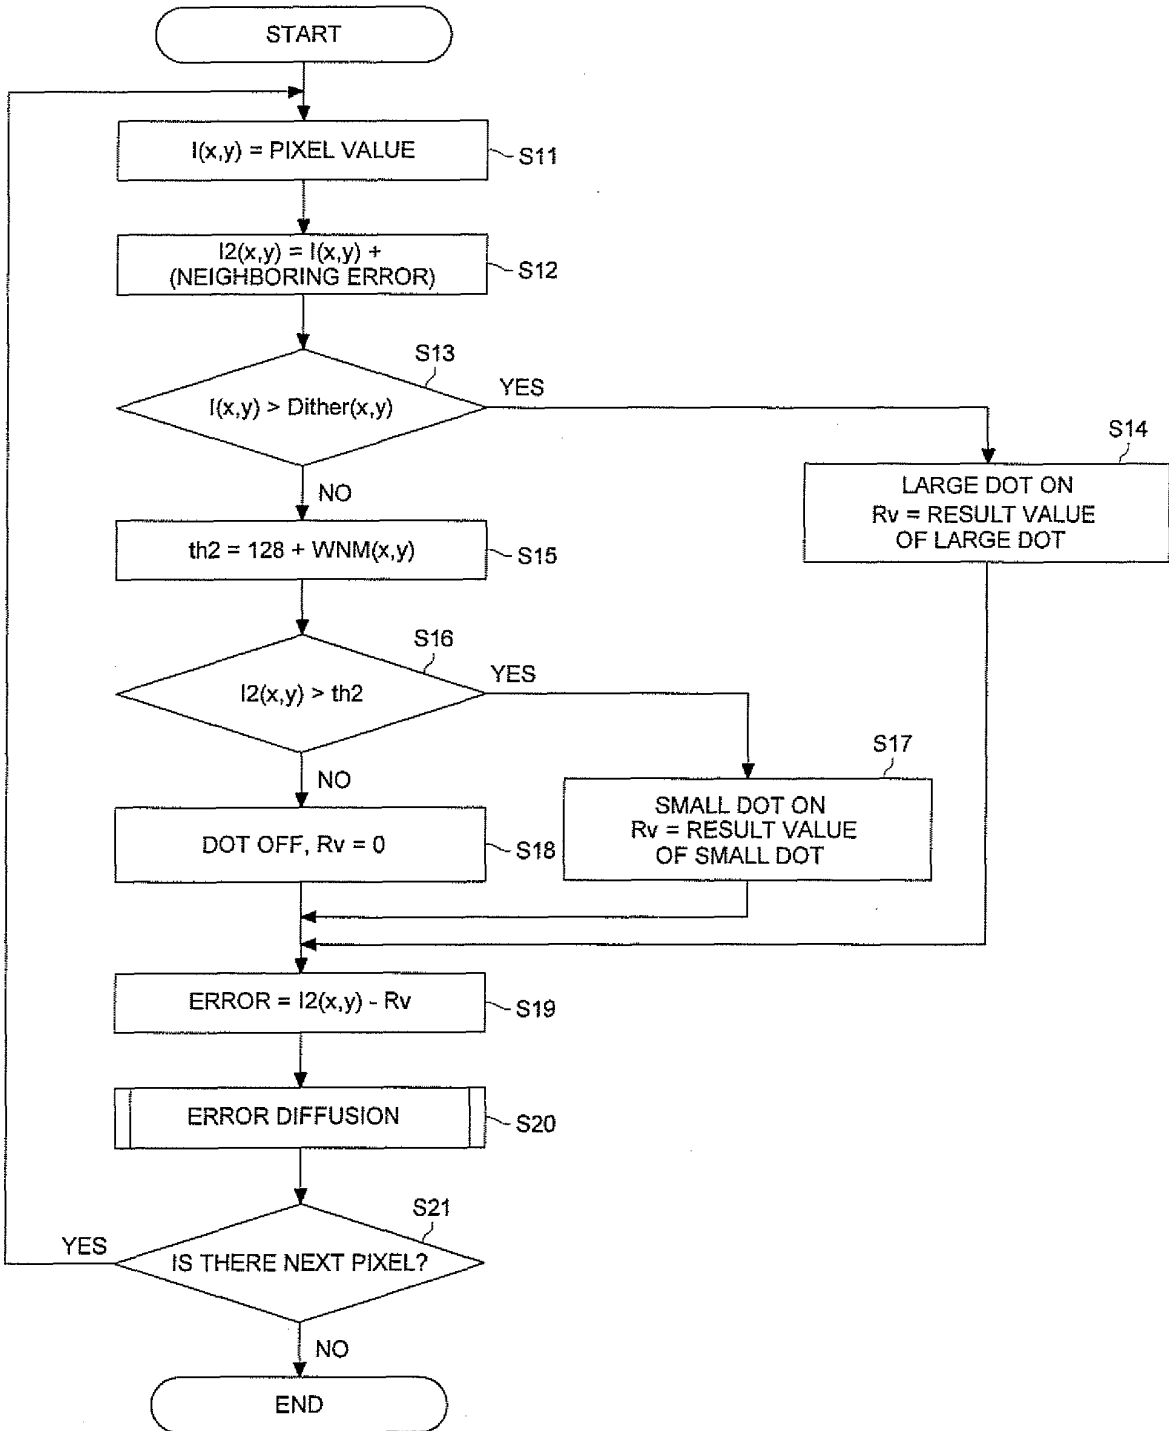 START
I(x,y) = PIXEL VALUE
S11
I2(x,y) = I(x,y) +
(NEIGHBORING ERROR)
S12
S13
I(x,y) > Dither(x,y)
YES
NO
S14
LARGE DOT ON
Rv = RESULT VALUE
OF LARGE DOT
th2 = 128 + WNM(x,y)
S15
S16
I2(x,y) > th2
YES
NO
S17
SMALL DOT ON
Rv = RESULT VALUE
OF SMALL DOT
DOT OFF, Rv = 0
S18
ERROR = I2(x,y) - Rv
S19
ERROR DIFFUSION
S20
S21
IS THERE NEXT PIXEL?
YES
NO
END